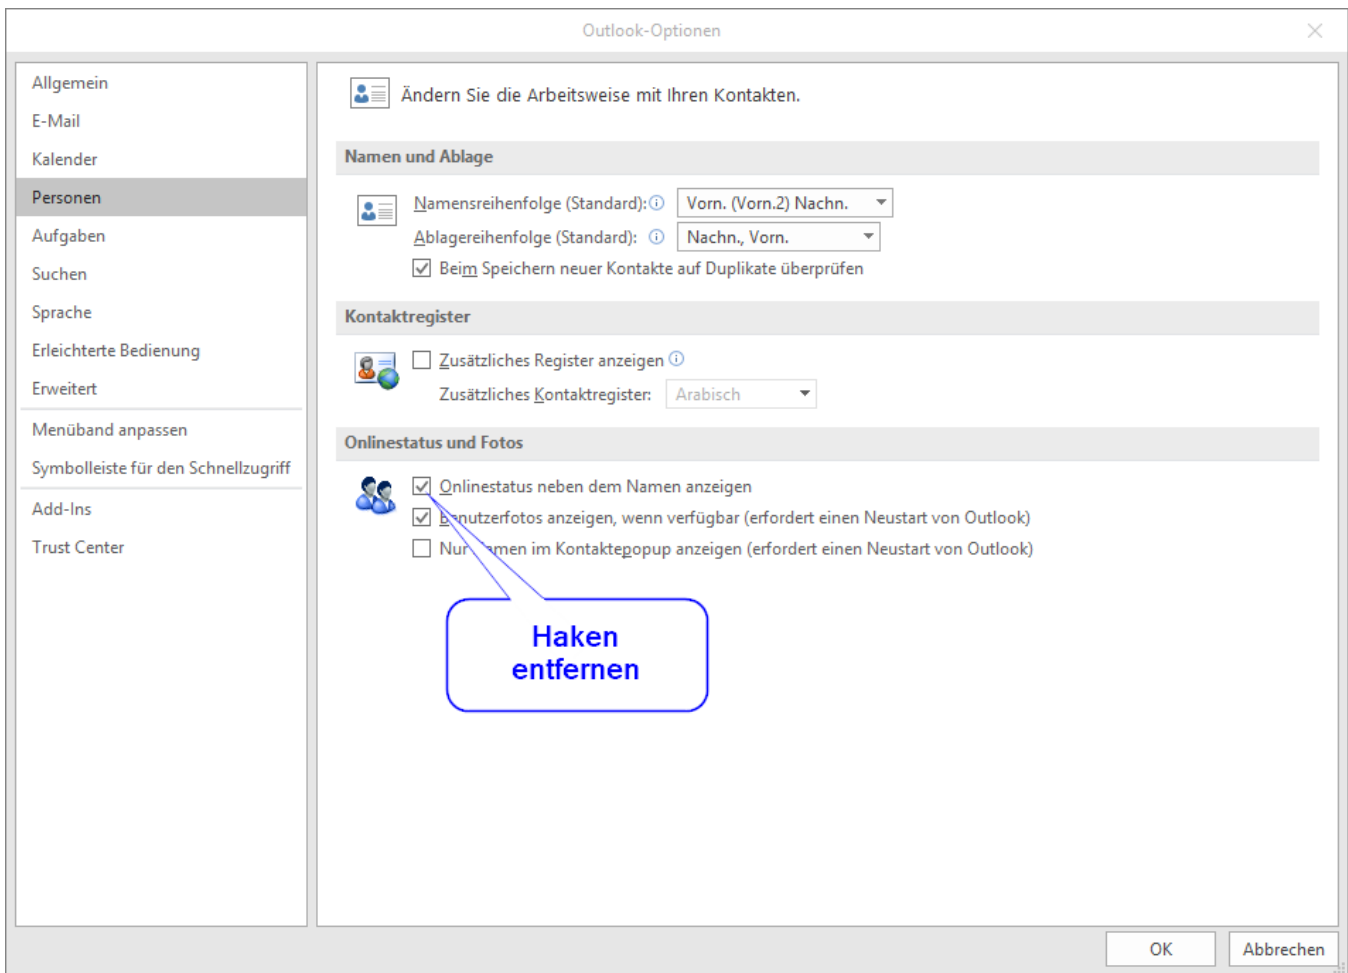 Outlook-Optionen
Allgemein
E-Mail
Kalender
Personen
Aufgaben
Suchen
Sprache
Erleichterte Bedienung
Erweitert
Menüband anpassen
Symbolleiste für den Schnellzugriff
Add-Ins
Trust Center
Ändern Sie die Arbeitsweise mit Ihren Kontakten.
Namen und Ablage
Namensreihenfolge (Standard): Vorn. (Vorn.2) Nachn.
Ablagereihenfolge (Standard): Nachn., Vorn.
Beim Speichern neuer Kontakte auf Duplikate überprüfen
Kontaktregister
Zusätzliches Register anzeigen
Zusätzliches Kontaktregister: Arabisch
Onlinestatus und Fotos
Onlinestatus neben dem Namen anzeigen
Benutzerfotos anzeigen, wenn verfügbar (erfordert einen Neustart von Outlook)
Nur Namen im Kontaktepopup anzeigen (erfordert einen Neustart von Outlook)
Haken
entfernen
OK
Abbrechen